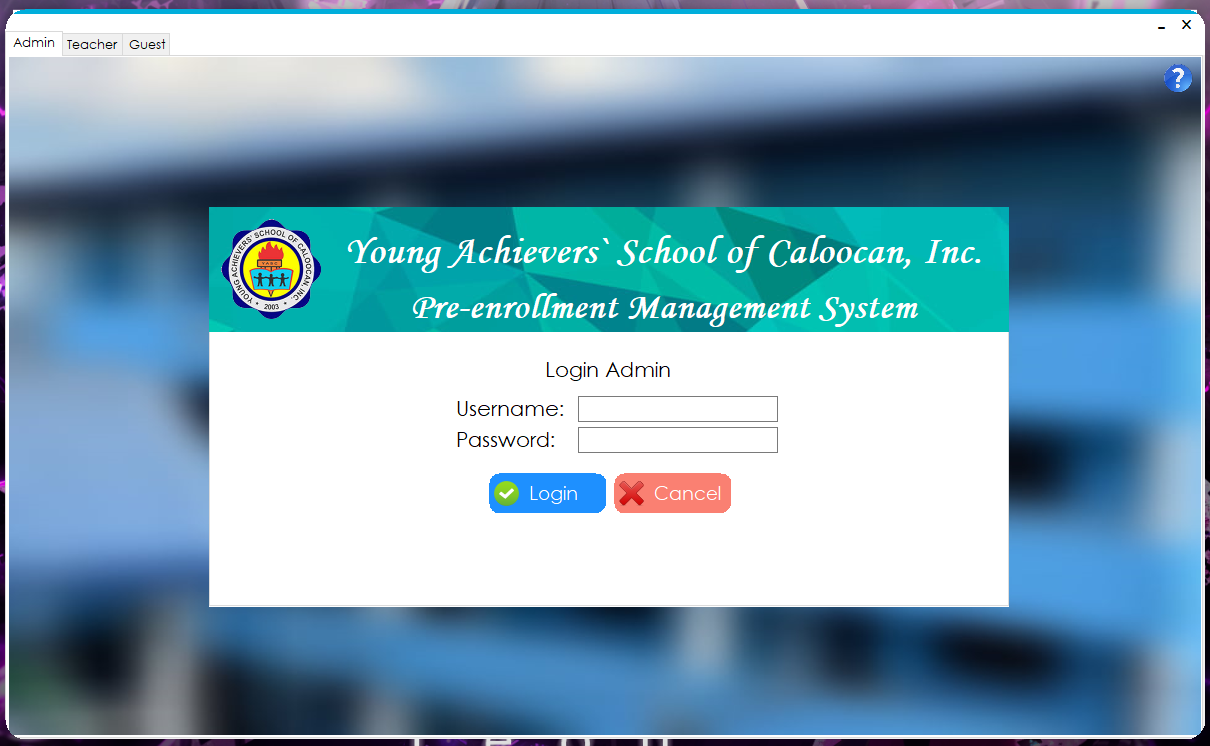 Admin
Teacher
Guest
?
YOUNG ACHIEVERS' SCHOOL OF CALOOCAN, INC.
YASC
2003
Young Achievers` School of Caloocan, Inc.
Pre-enrollment Management System
Login Admin
Username:
Password:
Login
Cancel